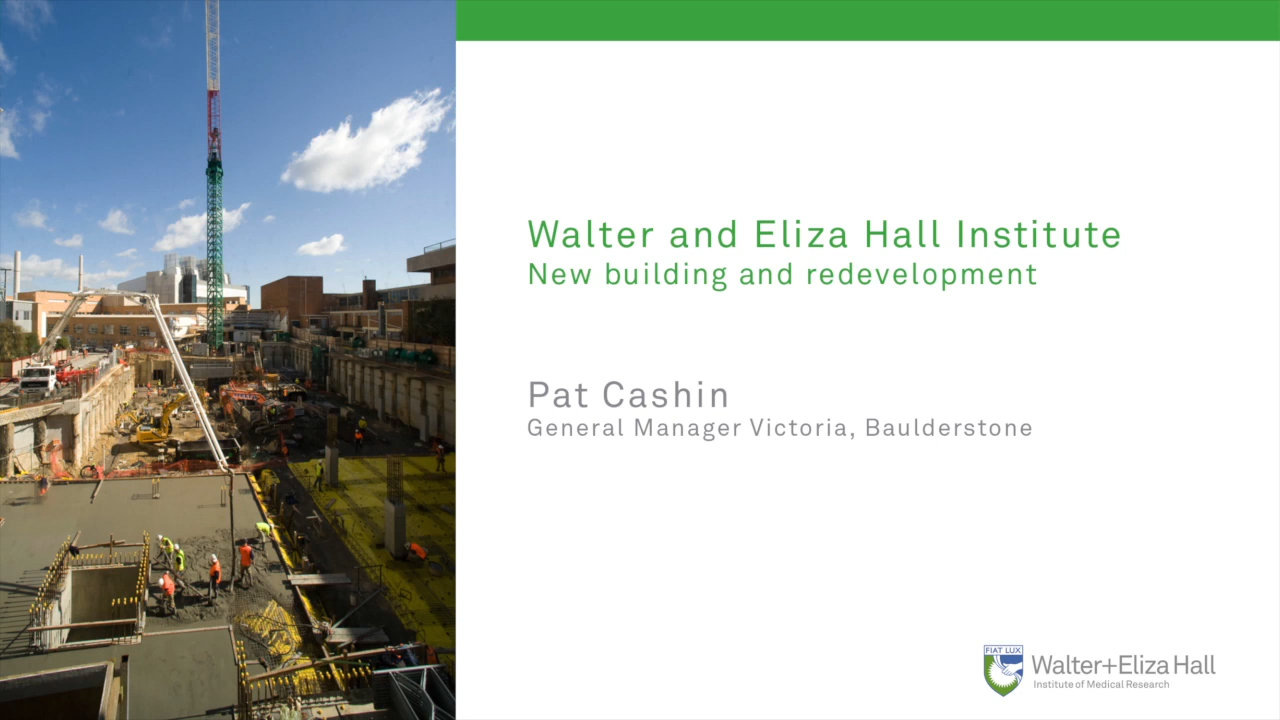 Walter and Eliza Hall Institute
New building and redevelopment
Pat Cashin
General Manager Victoria, Baulderstone
FIAT LUX
Walter+Eliza Hall
Institute of Medical Research